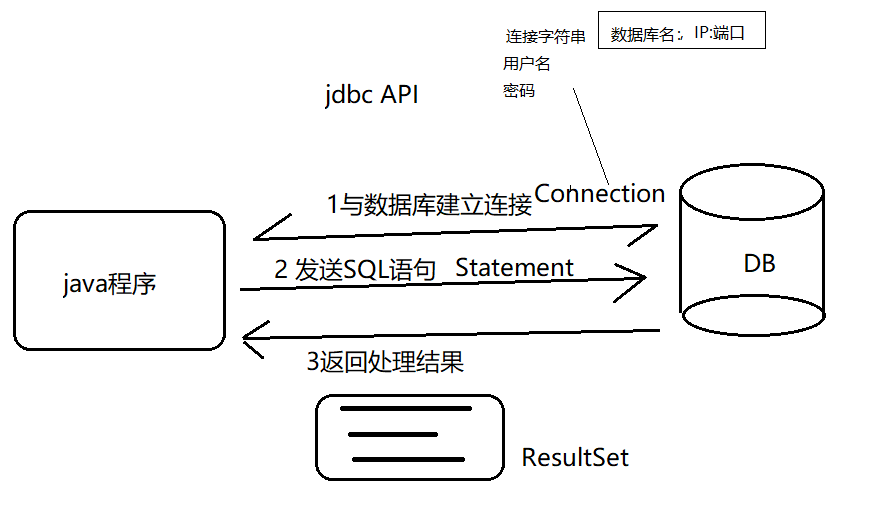 连接字符串
数据库名:, IP:端口
用户名
密码
jdbc API
1与数据库建立连接
Connection
2 发送SQL语句 Statement
java程序
DB
3返回处理结果
ResultSet